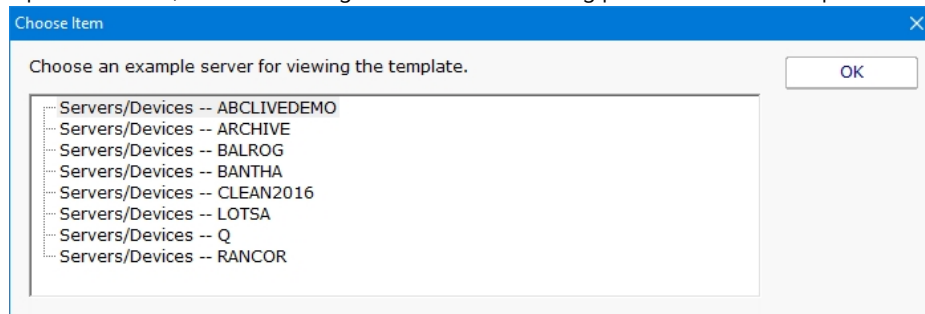 Choose Item
Choose an example server for viewing the template.
OK
Servers/Devices -- ABCLIVEDEMO
Servers/Devices -- ARCHIVE
Servers/Devices -- BALROG
Servers/Devices -- BANTHA
Servers/Devices -- CLEAN2016
Servers/Devices -- LOTSA
Servers/Devices -- Q
Servers/Devices -- RANCOR